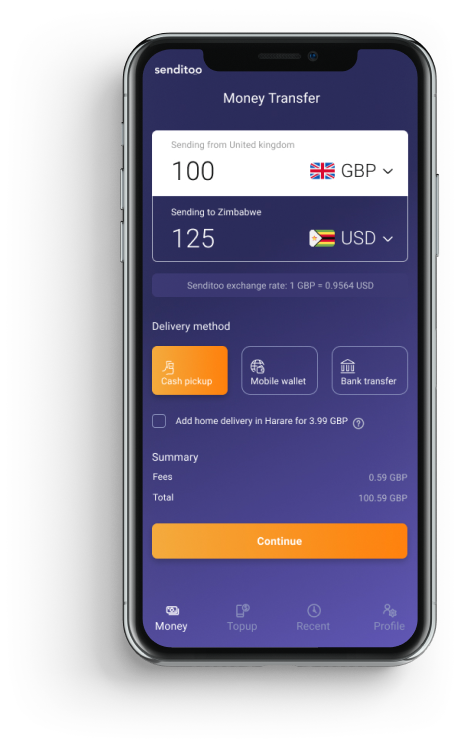 senditoo
Money Transfer
Sending from United kingdom
100
GBP
Sending to Zimbabwe
125
USD
Senditoo exchange rate: 1 GBP = 0.9564 USD
Delivery method
Cash pickup
Mobile wallet
Bank transfer
Add home delivery in Harare for 3.99 GBP ?
Summary
Fees 0.59 GBP
Total 100.59 GBP
Continue
Money Topup Recent Profile